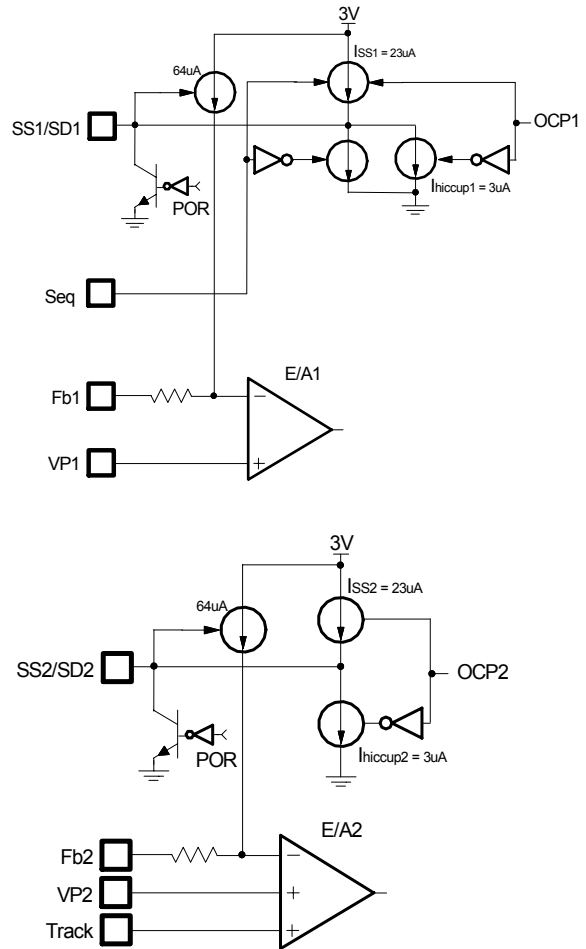 3V
ISS1 = 23uA
64uA
SS1/SD1
OCP1
Ihiccup1 = 3uA
POR
Seq
E/A1
Fb1
−
VP1
+
3V
ISS2 = 23uA
64uA
SS2/SD2
OCP2
POR
Ihiccup2 = 3uA
E/A2
Fb2
−
VP2
+
Track
+